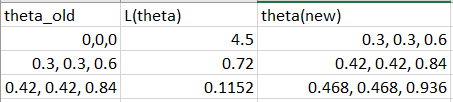 theta_old L(theta) theta(new)
0,0,0 4.5 0.3, 0.3, 0.6
0.3, 0.3, 0.6 0.72 0.42, 0.42, 0.84
0.42, 0.42, 0.84 0.1152 0.468, 0.468, 0.936